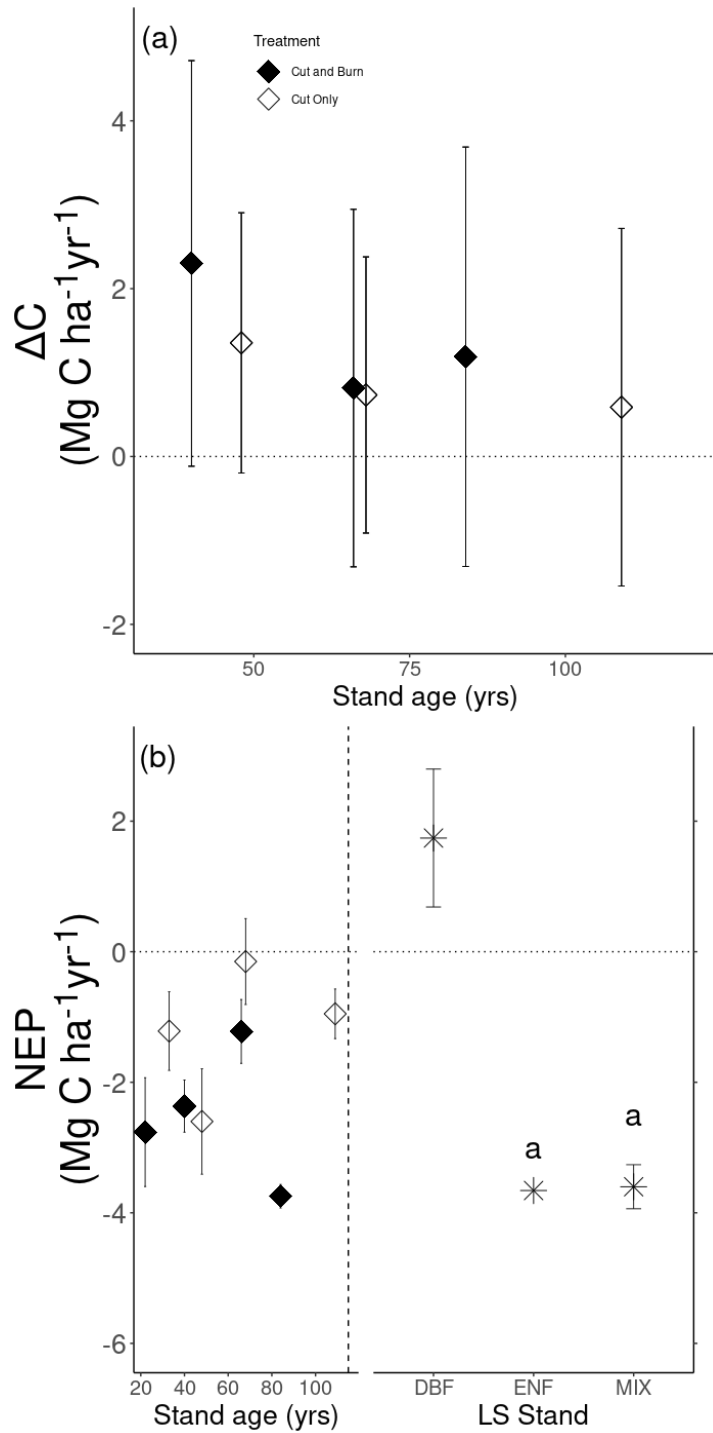 (a)
Treatment
Cut and Burn
Cut Only
4
2
0
-2
ΔC
(Mg C ha⁻¹yr⁻¹)
50 75 100
Stand age (yrs)
(b)
2
0
-2
-4
-6
NEP
(Mg C ha⁻¹yr⁻¹)
a
a
20 40 60 80 100
DBF ENF MIX
Stand age (yrs)
LS Stand